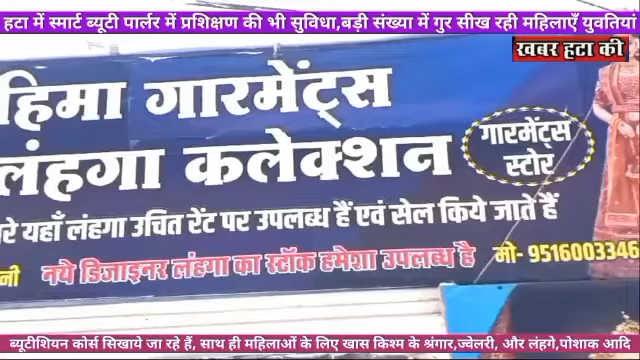 हटा में स्मार्ट ब्यूटी पार्लर में प्रशिक्षण की भी सुविधा,बड़ी संख्या में गुर सीख रही महिलाएँ युवतियां
खबर हटा की
हिमा गारमेंट्स
लंहगा कलेक्शन
गारमेंट्स
स्टोर
रे यहाँ लंहगा उचित रेंट पर उपलब्ध हैं एवं सेल किये जाते हैं
नी नये डिजाइनर लंहगा का स्टॉक हमेशा उपलब्ध है मो- 9516003346
ब्यूटीशियन कोर्स सिखाये जा रहे हैं, साथ ही महिलाओं के लिए खास किश्म के श्रंगार,ज्वेलरी, और लंहगे,पोशाक आदि